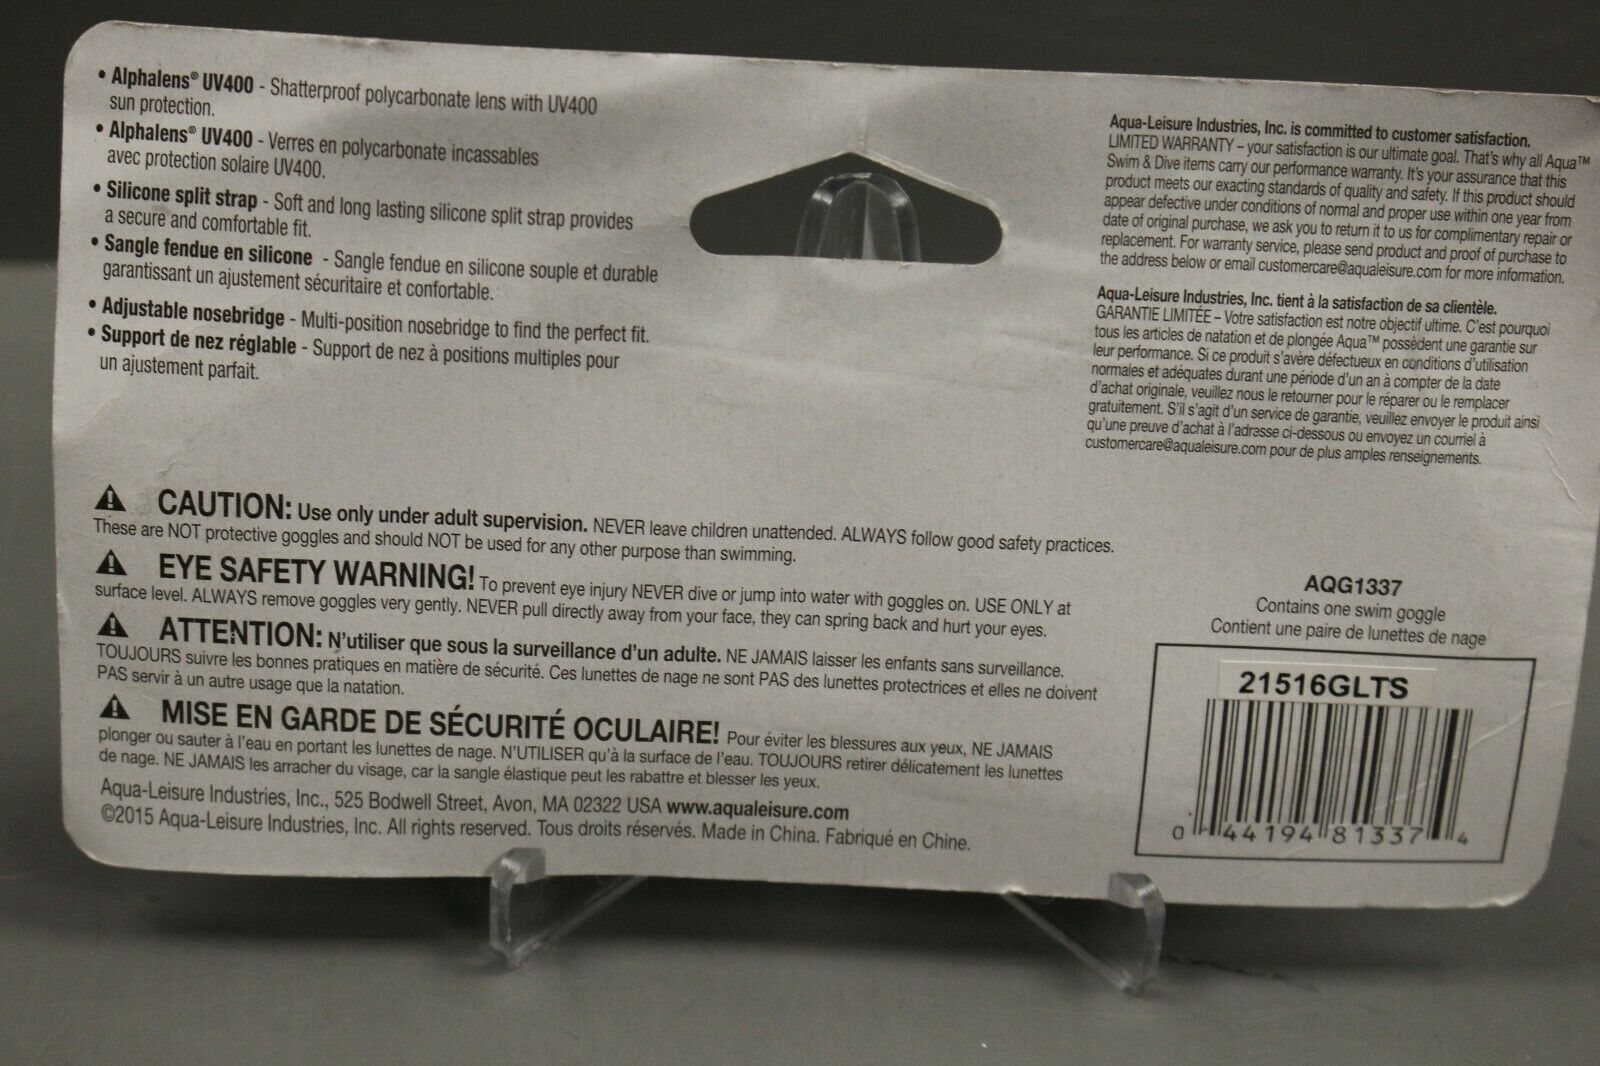 • Alphalens® UV400 - Shatterproof polycarbonate lens with UV400
sun protection.
• Alphalens® UV400 - Verres en polycarbonate incassables
avec protection solaire UV400.
• Silicone split strap - Soft and long lasting silicone split strap provides
a secure and comfortable fit.
• Sangle fendue en silicone - Sangle fendue en silicone souple et durable
garantissant un ajustement sécuritaire et confortable.
• Adjustable nosebridge - Multi-position nosebridge to find the perfect fit.
• Support de nez réglable - Support de nez à positions multiples pour
un ajustement parfait.
Aqua-Leisure Industries, Inc. is committed to customer satisfaction.
LIMITED WARRANTY – your satisfaction is our ultimate goal. That's why all Aqua™
Swim & Dive items carry our performance warranty. It's your assurance that this
product meets our exacting standards of quality and safety. If this product should
appear defective under conditions of normal and proper use within one year from
date of original purchase, we ask you to return it to us for complimentary repair or
replacement. For warranty service, please send product and proof of purchase to
the address below or email customercare@aqualeisure.com for more information.
Aqua-Leisure Industries, Inc. tient à la satisfaction de sa clientèle.
GARANTIE LIMITÉE – Votre satisfaction est notre objectif ultime. C'est pourquoi
tous les articles de natation et de plongée Aqua™ possèdent une garantie sur
leur performance. Si ce produit s'avère défectueux en conditions d'utilisation
normales et adéquates durant une période d'un an à compter de la date
d'achat originale, veuillez nous le retourner pour le réparer ou le remplacer
gratuitement. S'il s'agit d'un service de garantie, veuillez envoyer le produit ainsi
qu'une preuve d'achat à l'adresse ci-dessous ou envoyez un courriel à
customercare@aqualeisure.com pour de plus amples renseignements.
CAUTION: Use only under adult supervision. NEVER leave children unattended. ALWAYS follow good safety practices.
These are NOT protective goggles and should NOT be used for any other purpose than swimming.
EYE SAFETY WARNING! To prevent eye injury NEVER dive or jump into water with goggles on. USE ONLY at
surface level. ALWAYS remove goggles very gently. NEVER pull directly away from your face, they can spring back and hurt your eyes.
ATTENTION: N'utiliser que sous la surveillance d'un adulte. NE JAMAIS laisser les enfants sans surveillance.
TOUJOURS suivre les bonnes pratiques en matière de sécurité. Ces lunettes de nage ne sont PAS des lunettes protectrices et elles ne doivent
PAS servir à un autre usage que la natation.
MISE EN GARDE DE SÉCURITÉ OCULAIRE! Pour éviter les blessures aux yeux, NE JAMAIS
plonger ou sauter à l'eau en portant les lunettes de nage. N'UTILISER qu'à la surface de l'eau. TOUJOURS retirer délicatement les lunettes
de nage. NE JAMAIS les arracher du visage, car la sangle élastique peut les rabattre et blesser les yeux.
Aqua-Leisure Industries, Inc., 525 Bodwell Street, Avon, MA 02322 USA www.aqualeisure.com
©2015 Aqua-Leisure Industries, Inc. All rights reserved. Tous droits réservés. Made in China. Fabriqué en Chine.
AQG1337
Contains one swim goggle
Contient une paire de lunettes de nage
21516GLTS
0 44194 81337 4